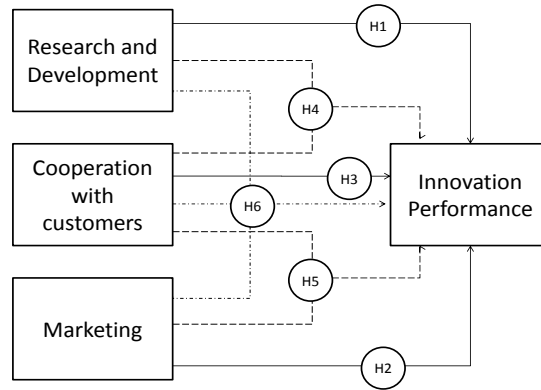 Research and
Development
H1
H4
Cooperation
with
customers
H3
H6
Innovation
Performance
H5
Marketing
H2